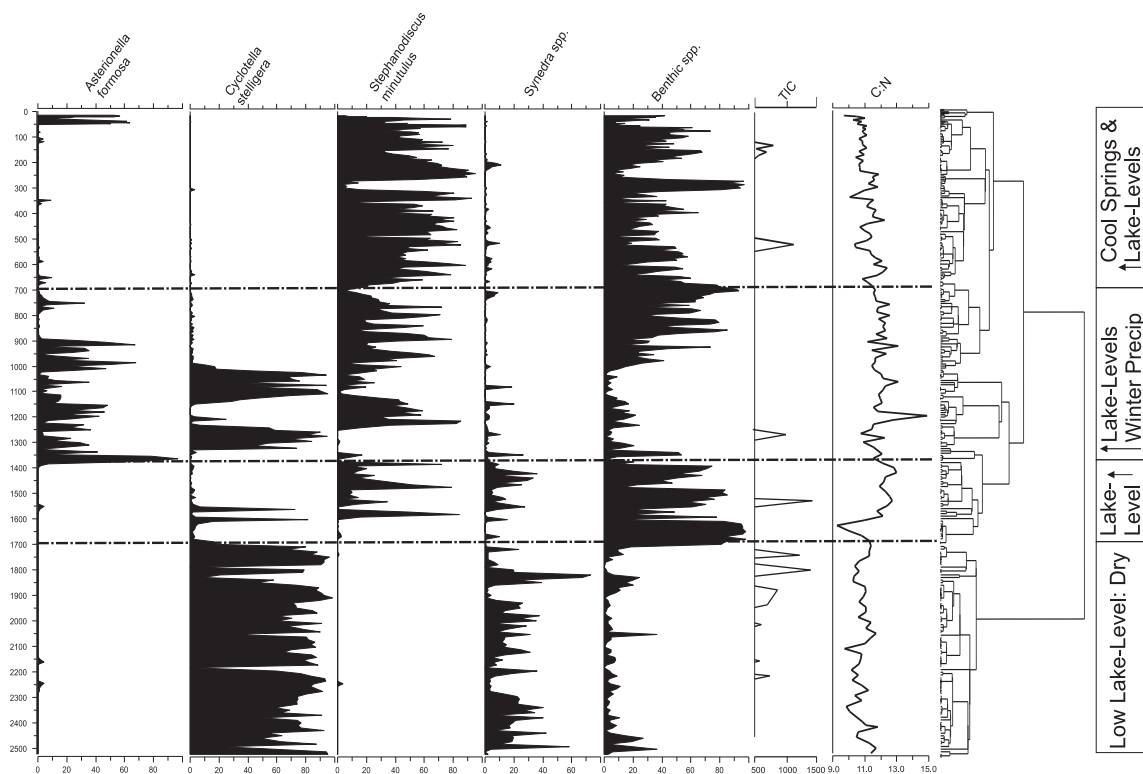 Asterionella
formosa
Cyclotella
stelligera
Stephanodiscus
minutulus
Synedra spp.
Benthic spp.
TIC
C:N
0
100
200
300
400
500
600
700
800
900
1000
1100
1200
1300
1400
1500
1600
1700
1800
1900
2000
2100
2200
2300
2400
2500
0 20 40 60 80
0 20 40 60 80
0 20 40 60 80
0 20 40 60 80
0 20 40 60 80
500 1000 1500
9.0 11.0 13.0 15.0
Cool Springs &
↑Lake-Levels
↑Lake-Levels
Winter Precip
Lake-↑
Level
Low Lake-Level: Dry